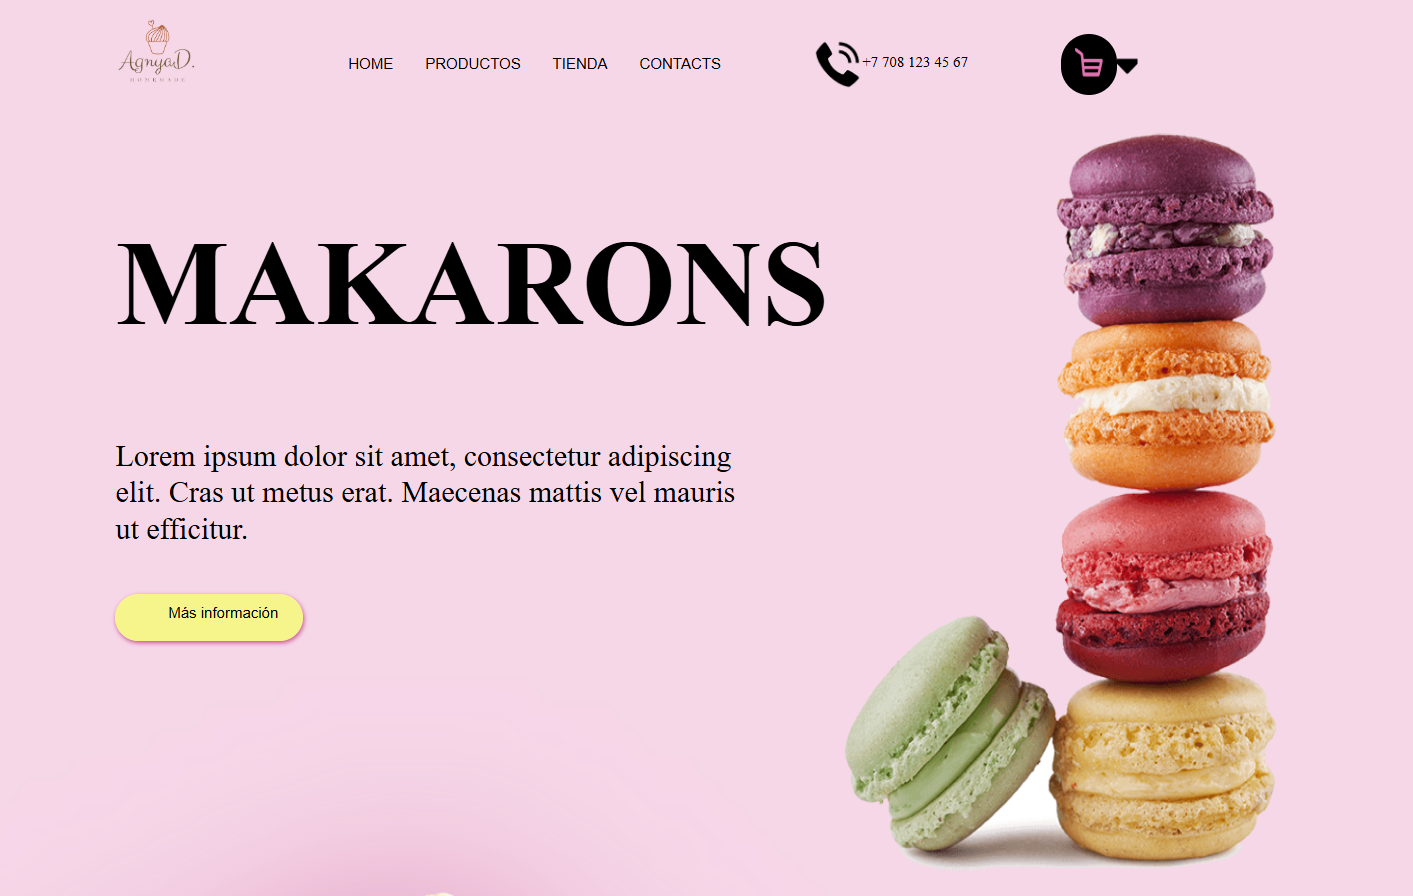 AgnyaD.
HOMEMADE
HOME PRODUCTOS TIENDA CONTACTS
+7 708 123 45 67
MAKARONS
Lorem ipsum dolor sit amet, consectetur adipiscing
elit. Cras ut metus erat. Maecenas mattis vel mauris
ut efficitur.
Más información